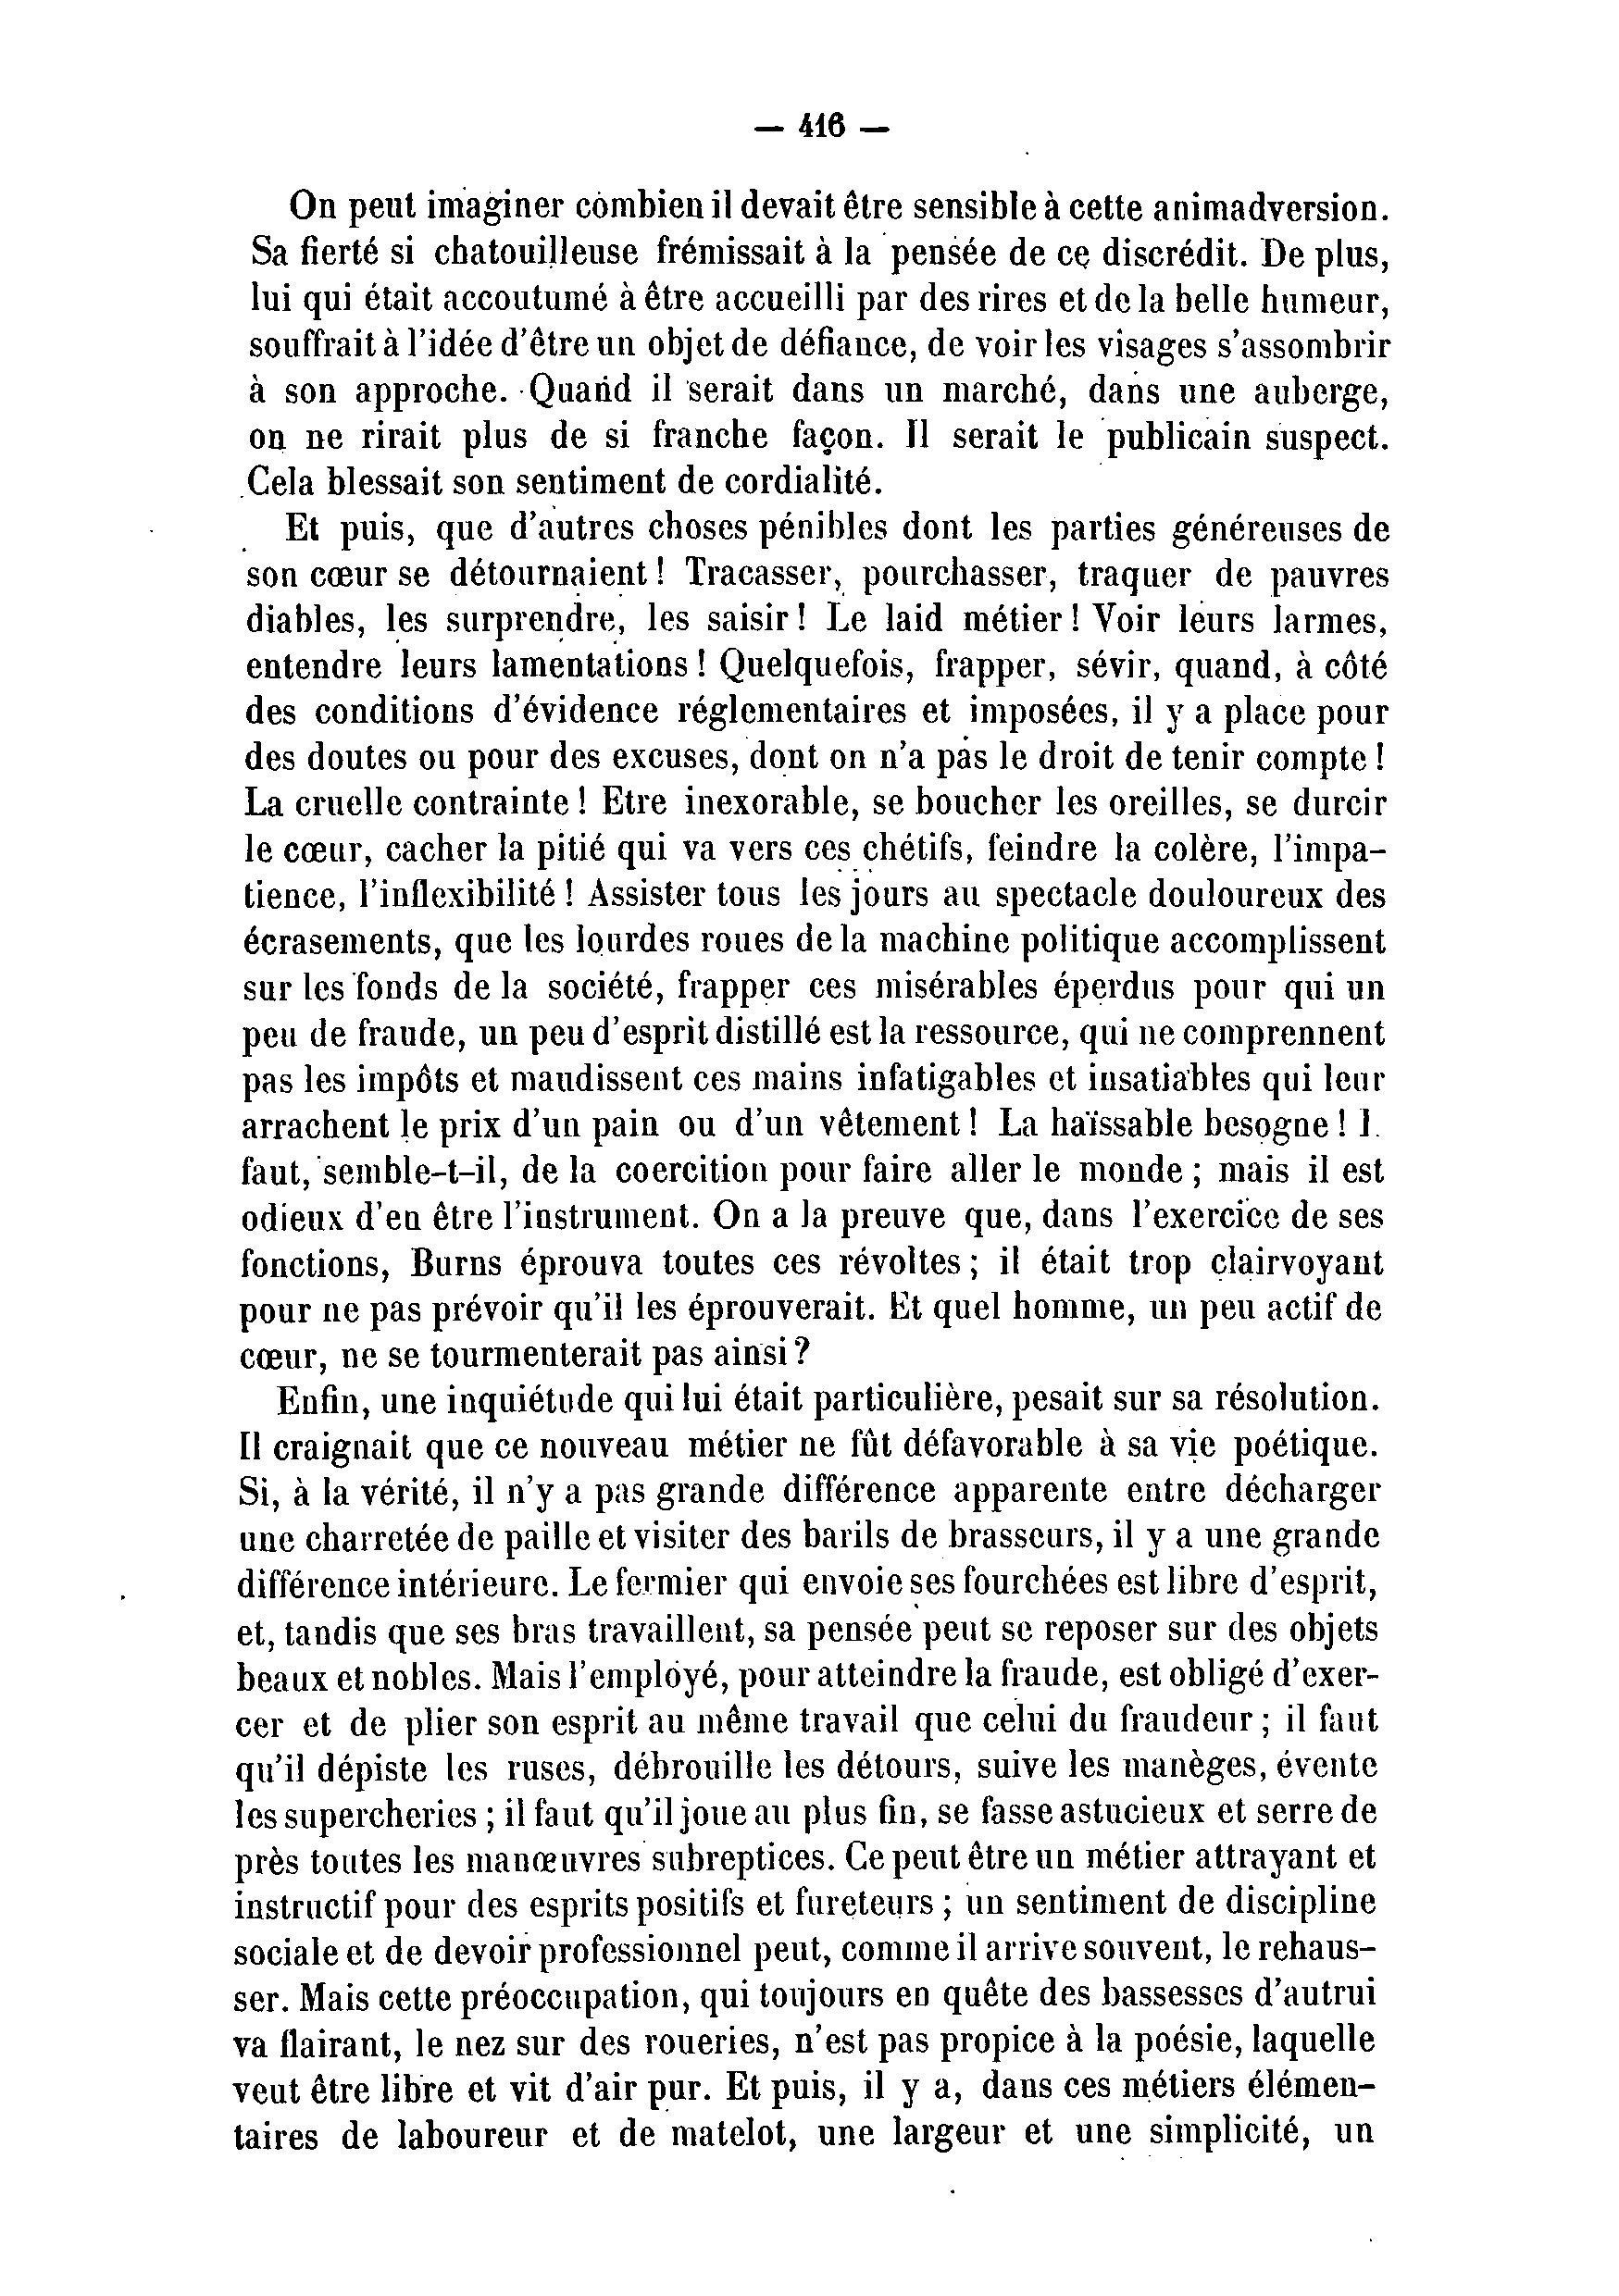 — 416 —
On peut imaginer combien il devait être sensible à cette animadversion.
Sa fierté si chatouilleuse frémissait à la pensée de ce discrédit. De plus,
lui qui était accoutumé à être accueilli par des rires et de la belle humeur,
souffrait à l'idée d'être un objet de défiance, de voir les visages s'assombrir
à son approche. Quand il serait dans un marché, dans une auberge,
on ne rirait plus de si franche façon. Il serait le publicain suspect.
Cela blessait son sentiment de cordialité.
Et puis, que d'autres choses pénibles dont les parties généreuses de
son cœur se détournaient ! Tracasser, pourchasser, traquer de pauvres
diables, les surprendre, les saisir ! Le laid métier ! Voir leurs larmes,
entendre leurs lamentations ! Quelquefois, frapper, sévir, quand, à côté
des conditions d'évidence réglementaires et imposées, il y a place pour
des doutes ou pour des excuses, dont on n'a pas le droit de tenir compte !
La cruelle contrainte ! Etre inexorable, se boucher les oreilles, se durcir
le cœur, cacher la pitié qui va vers ces chétifs, feindre la colère, l'impa-
tience, l'inflexibilité ! Assister tous les jours au spectacle douloureux des
écrasements, que les lourdes roues de la machine politique accomplissent
sur les fonds de la société, frapper ces misérables éperdus pour qui un
peu de fraude, un peu d'esprit distillé est la ressource, qui ne comprennent
pas les impôts et maudissent ces mains infatigables et insatiables qui leur
arrachent le prix d'un pain ou d'un vêtement ! La haïssable besogne ! I
faut, semble-t-il, de la coercition pour faire aller le monde ; mais il est
odieux d'en être l'instrument. On a la preuve que, dans l'exercice de ses
fonctions, Burns éprouva toutes ces révoltes ; il était trop clairvoyant
pour ne pas prévoir qu'il les éprouverait. Et quel homme, un peu actif de
cœur, ne se tourmenterait pas ainsi ?
Enfin, une inquiétude qui lui était particulière, pesait sur sa résolution.
Il craignait que ce nouveau métier ne fût défavorable à sa vie poétique.
Si, à la vérité, il n'y a pas grande différence apparente entre décharger
une charretée de paille et visiter des barils de brasseurs, il y a une grande
différence intérieure. Le fermier qui envoie ses fourchées est libre d'esprit,
et, tandis que ses bras travaillent, sa pensée peut se reposer sur des objets
beaux et nobles. Mais l'employé, pour atteindre la fraude, est obligé d'exer-
cer et de plier son esprit au même travail que celui du fraudeur ; il faut
qu'il dépiste les ruses, débrouille les détours, suive les manèges, évente
les supercheries ; il faut qu'il joue au plus fin, se fasse astucieux et serre de
près toutes les manœuvres subreptices. Ce peut être un métier attrayant et
instructif pour des esprits positifs et fureteurs ; un sentiment de discipline
sociale et de devoir professionnel peut, comme il arrive souvent, le rehaus-
ser. Mais cette préoccupation, qui toujours en quête des bassesses d'autrui
va flairant, le nez sur des roueries, n'est pas propice à la poésie, laquelle
veut être libre et vit d'air pur. Et puis, il y a, dans ces métiers élémen-
taires de laboureur et de matelot, une largeur et une simplicité, un